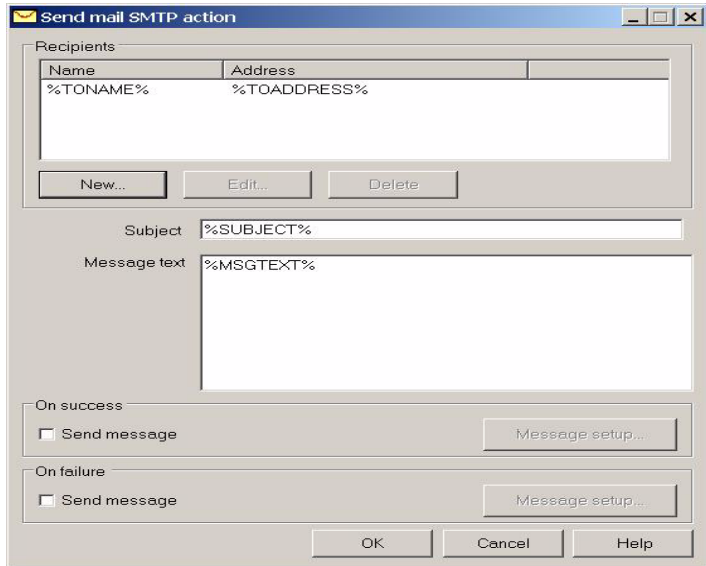 Send mail SMTP action
Recipients
Name Address
%TONAME% %TOADDRESS%
New... Edit... Delete
Subject %SUBJECT%
Message text %MSGTEXT%
On success
Send message Message setup...
On failure
Send message Message setup...
OK Cancel Help